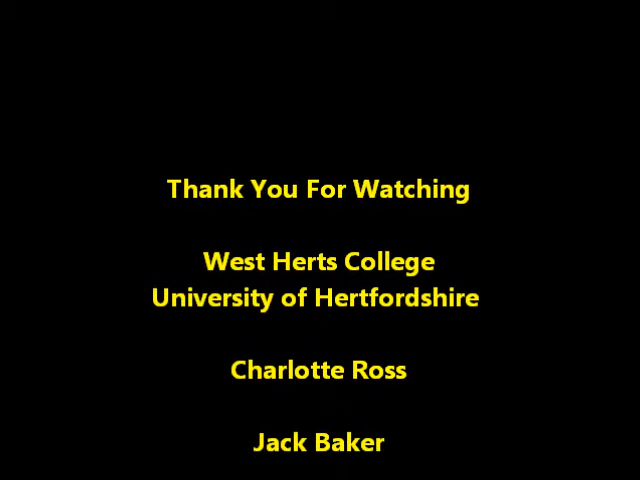 Thank You For Watching
West Herts College
University of Hertfordshire
Charlotte Ross
Jack Baker